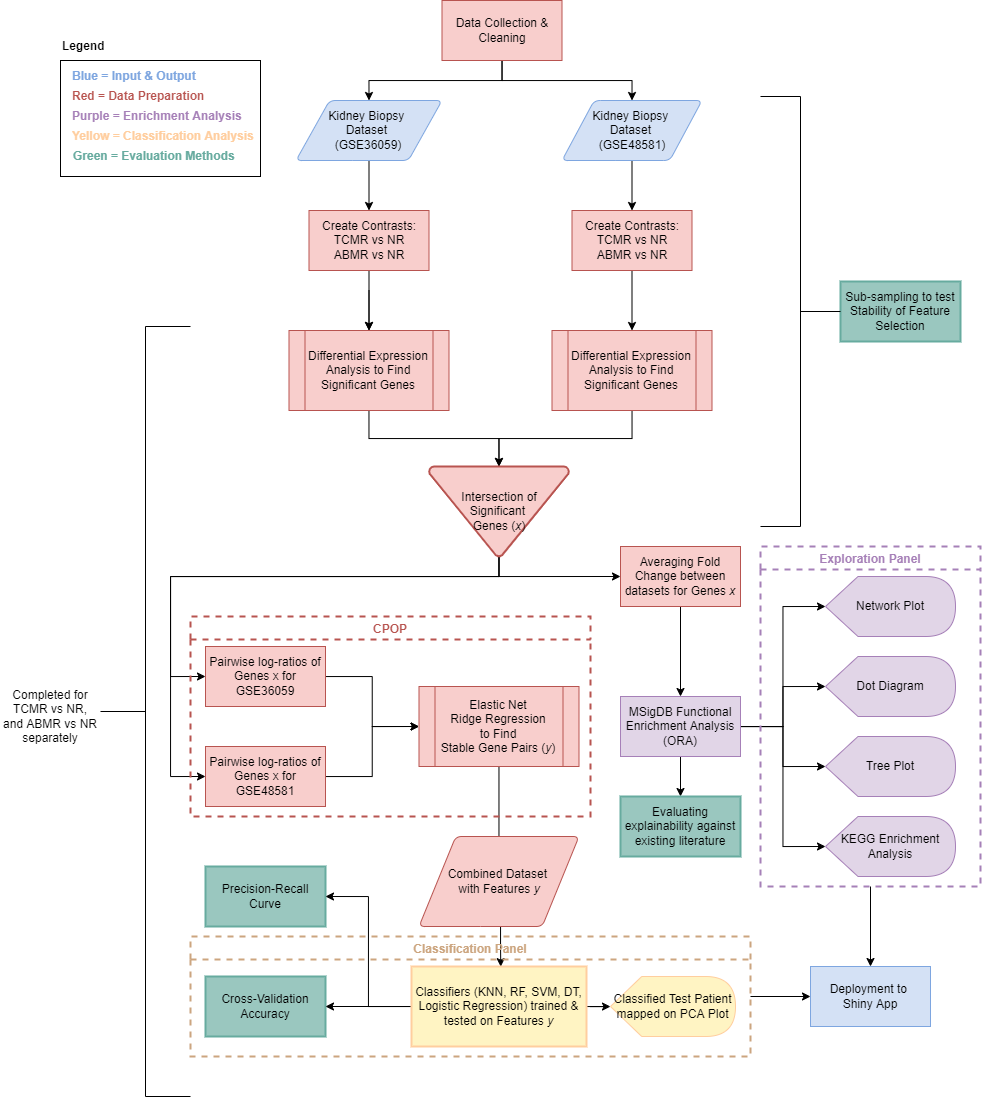 Data Collection &
Cleaning
Legend
Blue = Input & Output
Red = Data Preparation
Purple = Enrichment Analysis
Yellow = Classification Analysis
Green = Evaluation Methods
Kidney Biopsy
Dataset
(GSE36059)
Kidney Biopsy
Dataset
(GSE48581)
Create Contrasts:
TCMR vs NR
ABMR vs NR
Create Contrasts:
TCMR vs NR
ABMR vs NR
Sub-sampling to test
Stability of Feature
Selection
Differential Expression
Analysis to Find
Significant Genes
Differential Expression
Analysis to Find
Significant Genes
Intersection of
Significant
Genes (x)
Averaging Fold
Change between
datasets for Genes x
Exploration Panel
Network Plot
Dot Diagram
Tree Plot
KEGG Enrichment
Analysis
CPOP
Pairwise log-ratios of
Genes x for
GSE36059
Pairwise log-ratios of
Genes x for
GSE48581
Elastic Net
Ridge Regression
to Find
Stable Gene Pairs (y)
MSigDB Functional
Enrichment Analysis
(ORA)
Completed for
TCMR vs NR,
and ABMR vs NR
separately
Evaluating
explainability against
existing literature
Combined Dataset
with Features y
Precision-Recall
Curve
Classification Panel
Cross-Validation
Accuracy
Classifiers (KNN, RF, SVM, DT,
Logistic Regression) trained &
tested on Features y
Classified Test Patient
mapped on PCA Plot
Deployment to
Shiny App